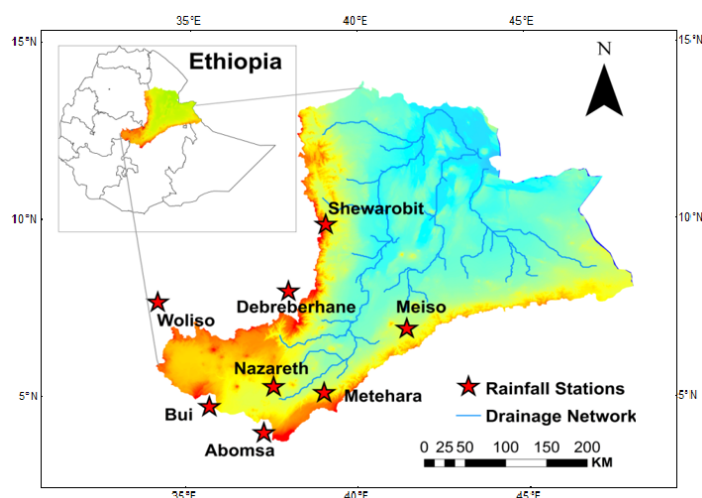 35°E 40°E 45°E
15°N 15°N
Ethiopia
N
Shewarobit
10°N 10°N
Debreberhane
Meiso
Woliso
Nazareth
Rainfall Stations
Metehara
5°N 5°N
Bui
Drainage Network
Abomsa
0 25 50 100 150 200
KM
35°E 40°E 45°E